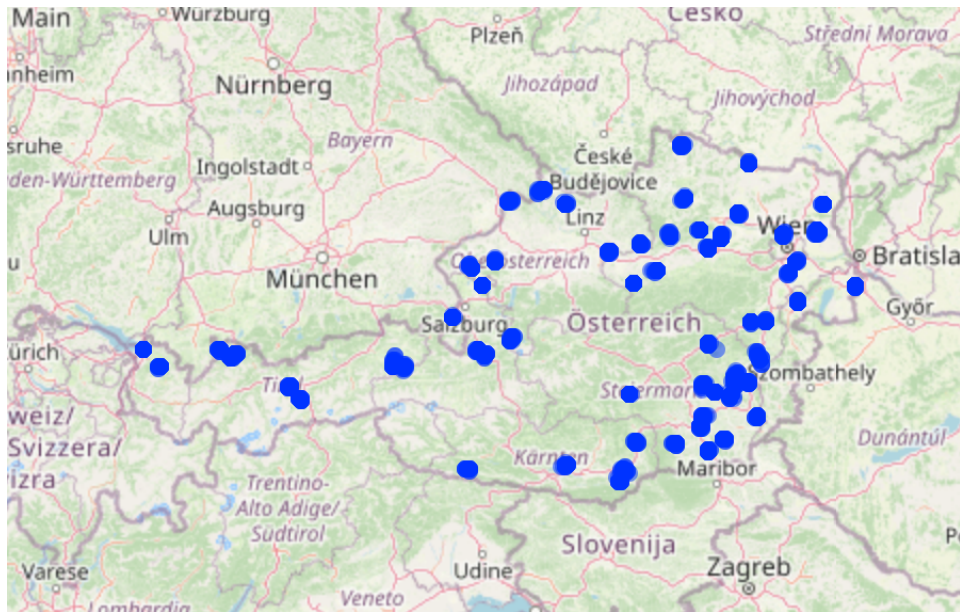 Main
Würzburg
Česko
Plzeň
Střední Morava
nheim
Nürnberg
Jihozápad
Jihovýchod
Bayern
sruhe
Ingolstadt
České
Budějovice
den-Württemberg
Augsburg
Linz
Ulm
Wien
Bratisla
München
Oberösterreich
Győr
Salzburg
Österreich
ürich
Szombathely
Tirol
Steiermark
weiz/
Svizzera/
vizra
Kärnten
Dunántúl
Maribor
Trentino-
Alto Adige/
Südtirol
Slovenija
Udine
Zagreb
Varese
Veneto
Lombardia